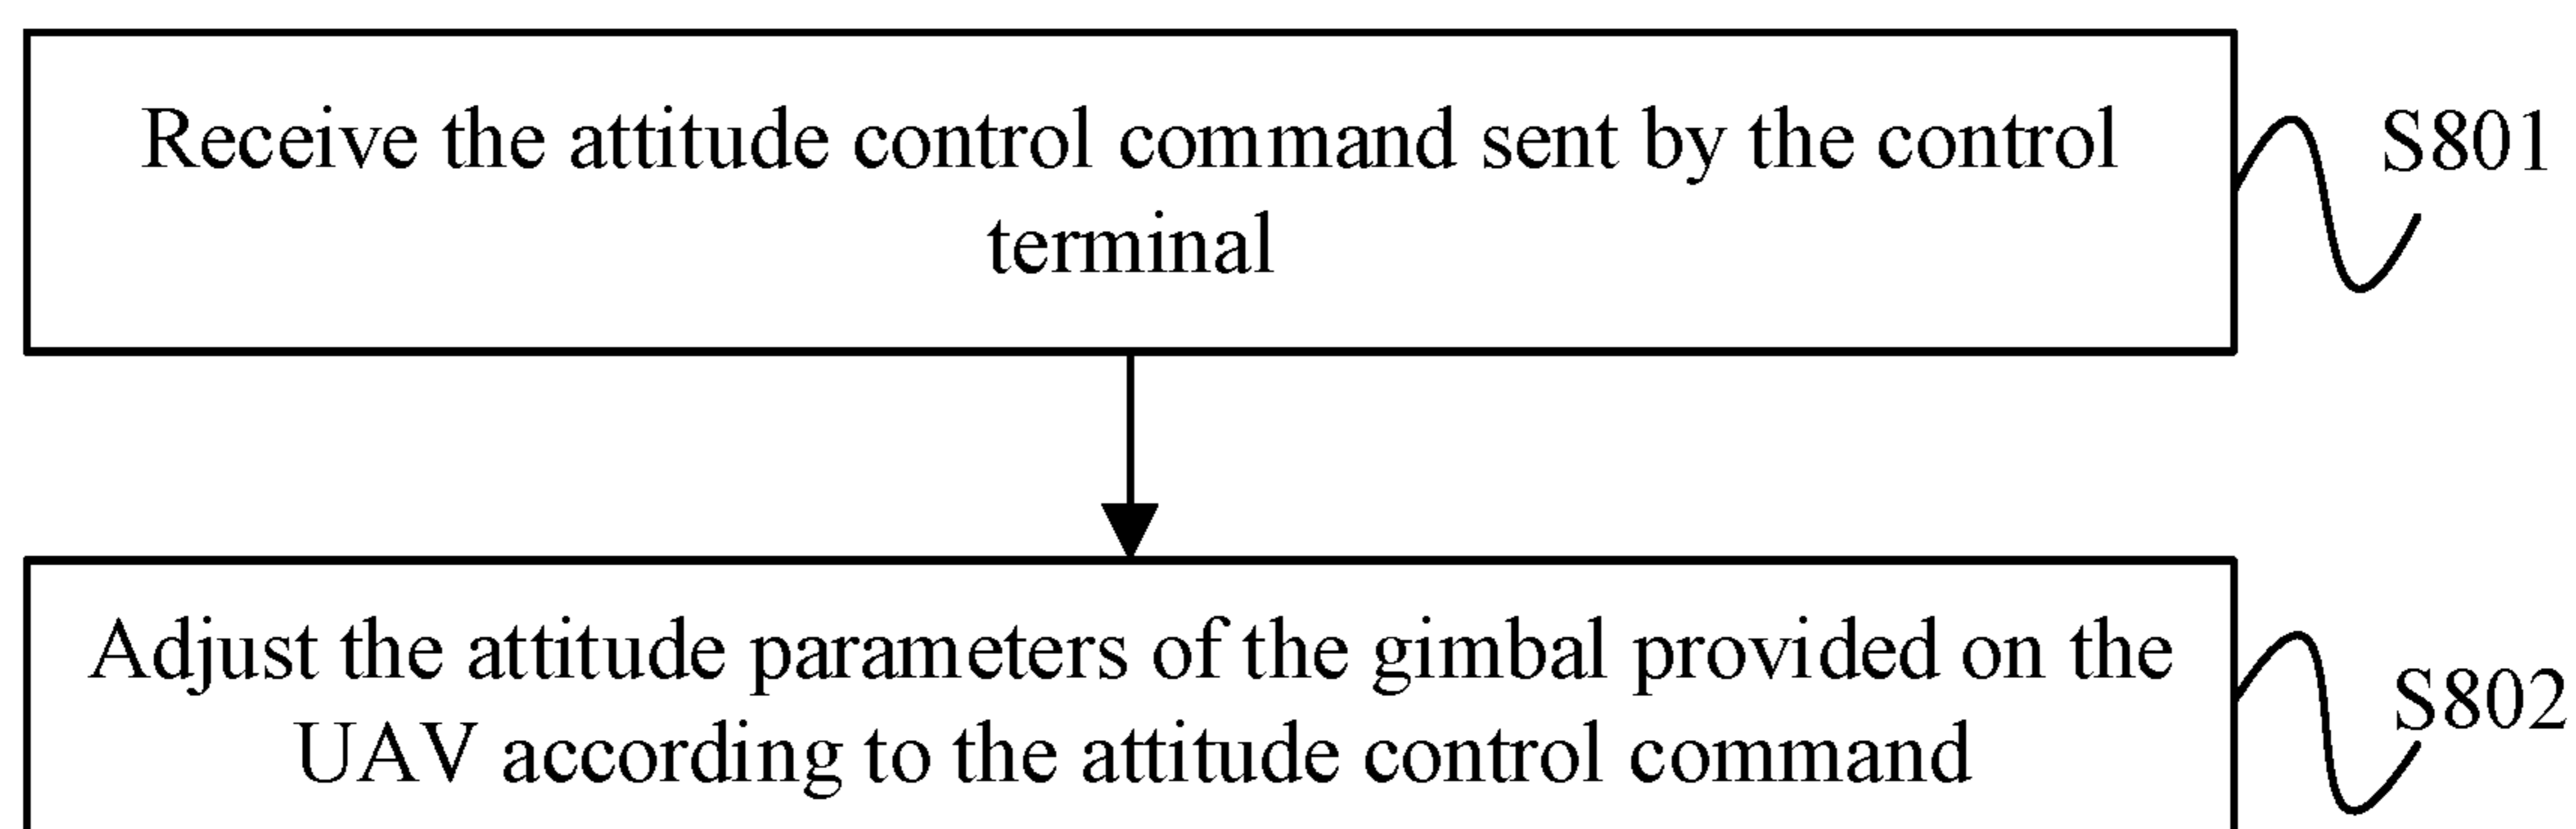 Receive the attitude control command sent by the control
terminal
S801
Adjust the attitude parameters of the gimbal provided on the
UAV according to the attitude control command
S802